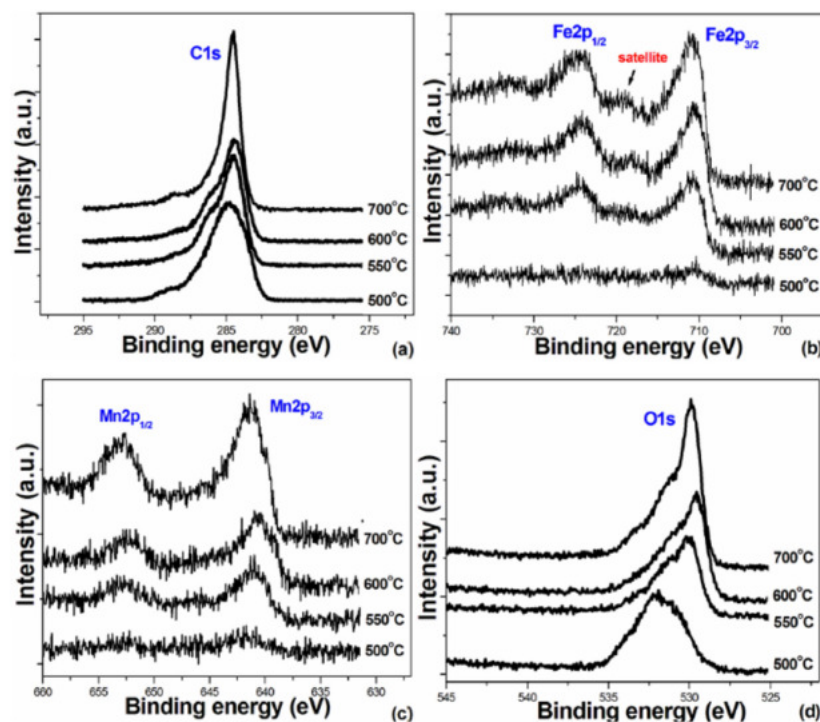 C1s
Intensity (a.u.)
700°C
600°C
550°C
500°C
295 290 285 280 275
Binding energy (eV)
(a)
Fe2p1/2
satellite
Fe2p3/2
Intensity (a.u.)
700°C
600°C
550°C
500°C
740 730 720 710 700
Binding energy (eV)
(b)
Mn2p1/2
Mn2p3/2
Intensity (a.u.)
700°C
600°C
550°C
500°C
660 655 650 645 640 635 630
Binding energy (eV)
(c)
O1s
Intensity (a.u.)
700°C
600°C
550°C
500°C
545 540 535 530 525
Binding energy (eV)
(d)